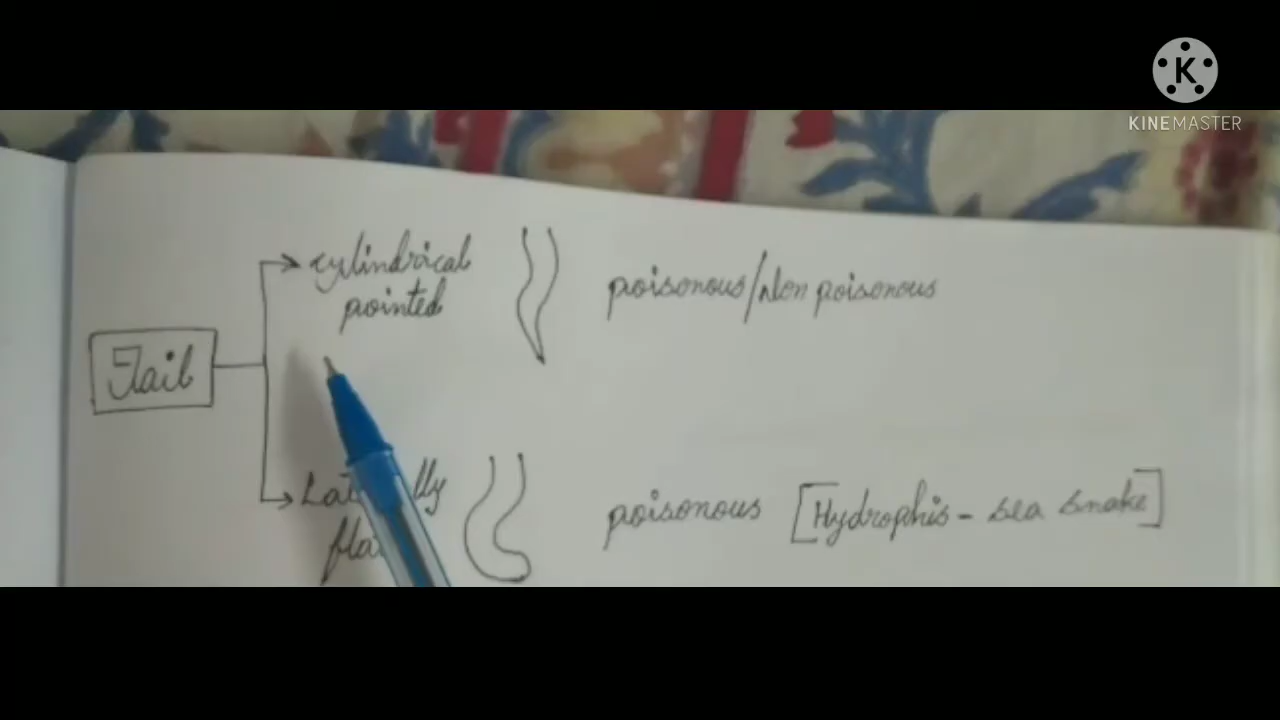 K
KINEMASTER
cylindrical
pointed
poisonous/Non poisonous
Tail
poisonous [Hydrophis - sea snake]